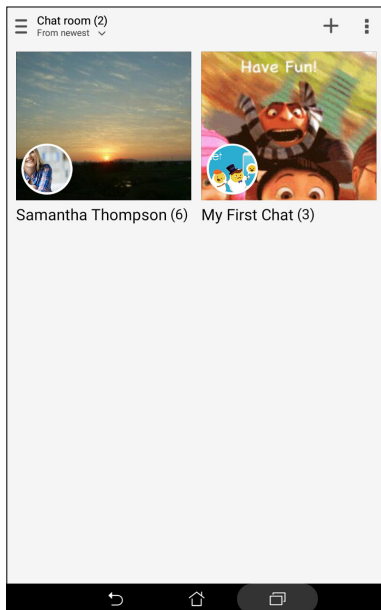 Chat room (2)
From newest
Have Fun!
Samantha Thompson (6)
My First Chat (3)